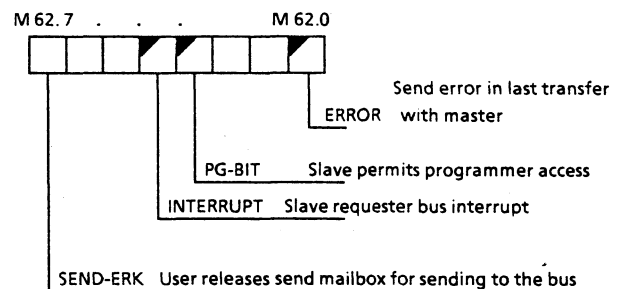 M 62.7 . . . M 62.0
Send error in last transfer
ERROR with master
PG-BIT Slave permits programmer access
INTERRUPT Slave requester bus interrupt
SEND-ERK User releases send mailbox for sending to the bus